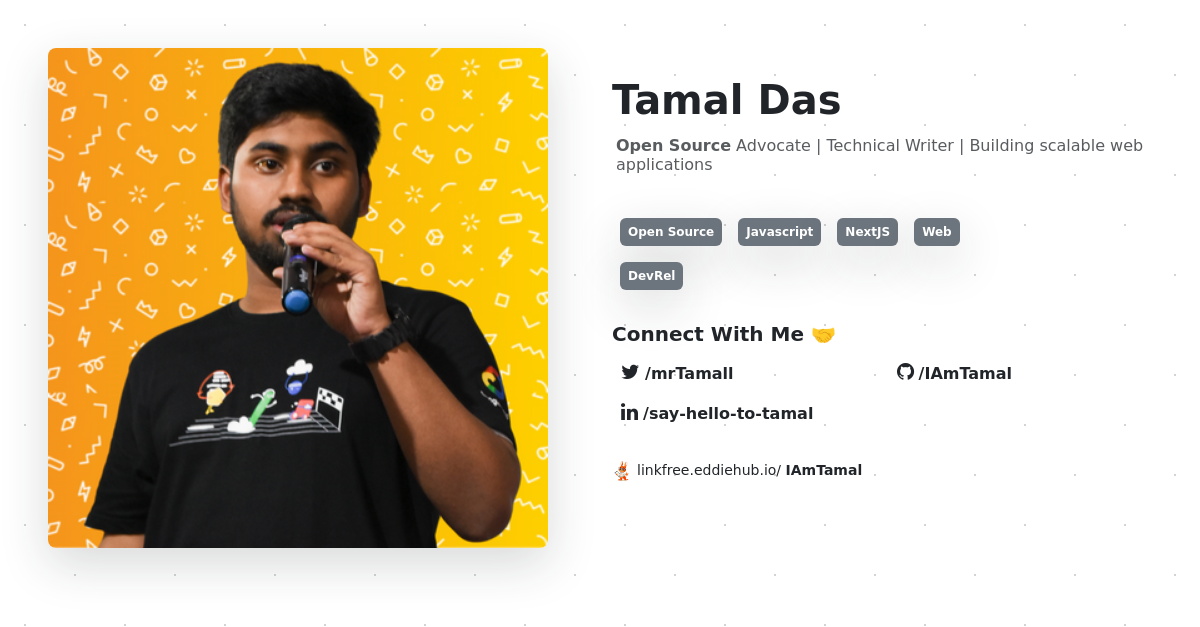 Tamal Das
Open Source Advocate | Technical Writer | Building scalable web
applications
Open Source Javascript NextJS Web
DevRel
Connect With Me 🤝
/mrTamall /IAmTamal
in /say-hello-to-tamal
linkfree.eddiehub.io/ IAmTamal